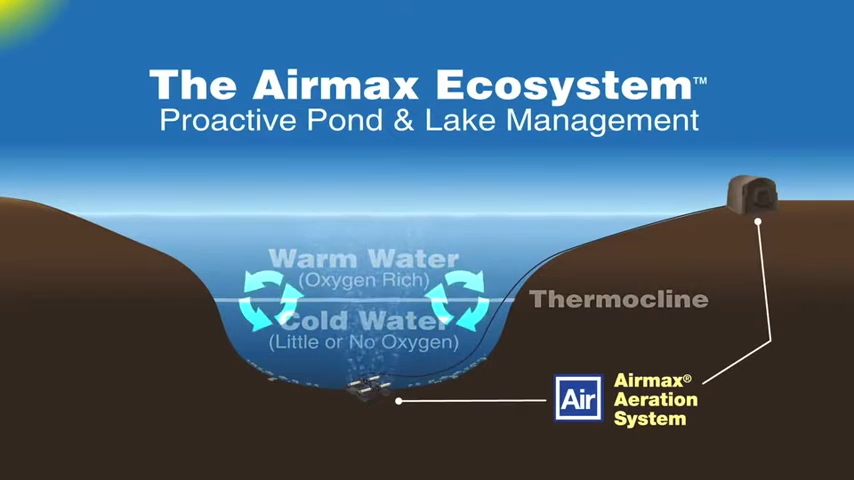 The Airmax Ecosystem™
Proactive Pond & Lake Management
Warm Water
(Oxygen Rich)
Thermocline
Cold Water
(Little or No Oxygen)
Air
Airmax®
Aeration
System